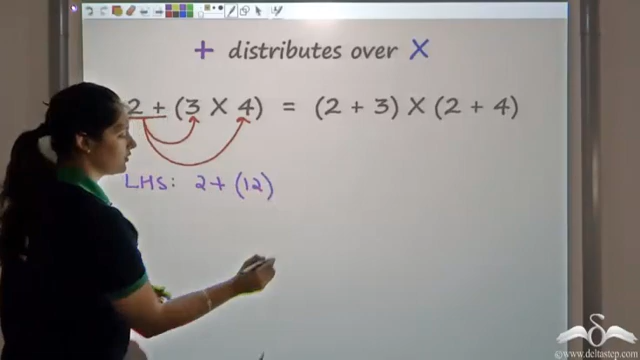 + distributes over X
2 + (3 X 4) = (2 + 3) X (2 + 4)
LHS: 2+ (12)
©www.deltastep.com